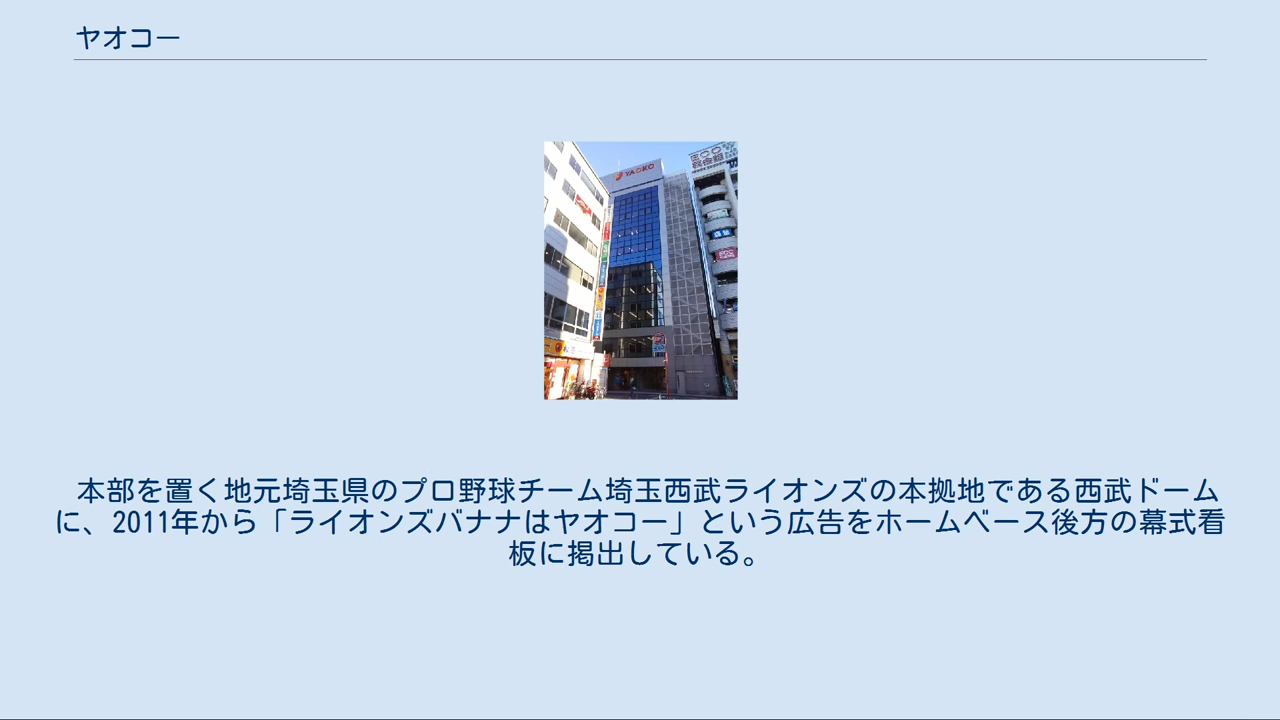 ヤオコー
YAOKO
本部を置く地元埼玉県のプロ野球チーム埼玉西武ライオンズの本拠地である西武ドーム
に、2011年から「ライオンズバナナはヤオコー」という広告をホームベース後方の幕式看
板に掲出している。